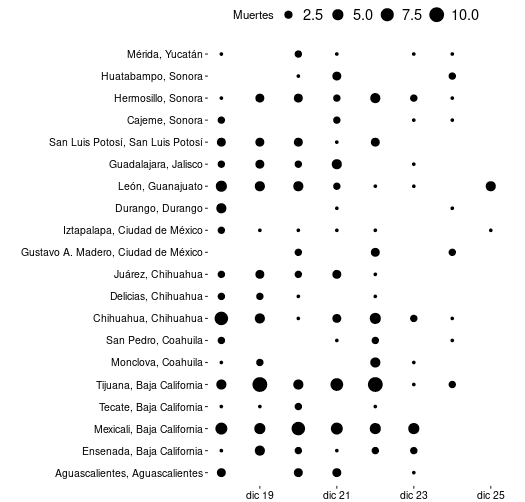 Muertes 2.5 5.0 7.5 10.0
Mérida, Yucatán
Huatabampo, Sonora
Hermosillo, Sonora
Cajeme, Sonora
San Luis Potosí, San Luis Potosí
Guadalajara, Jalisco
León, Guanajuato
Durango, Durango
Iztapalapa, Ciudad de México
Gustavo A. Madero, Ciudad de México
Juárez, Chihuahua
Delicias, Chihuahua
Chihuahua, Chihuahua
San Pedro, Coahuila
Monclova, Coahuila
Tijuana, Baja California
Tecate, Baja California
Mexicali, Baja California
Ensenada, Baja California
Aguascalientes, Aguascalientes
dic 19 dic 21 dic 23 dic 25